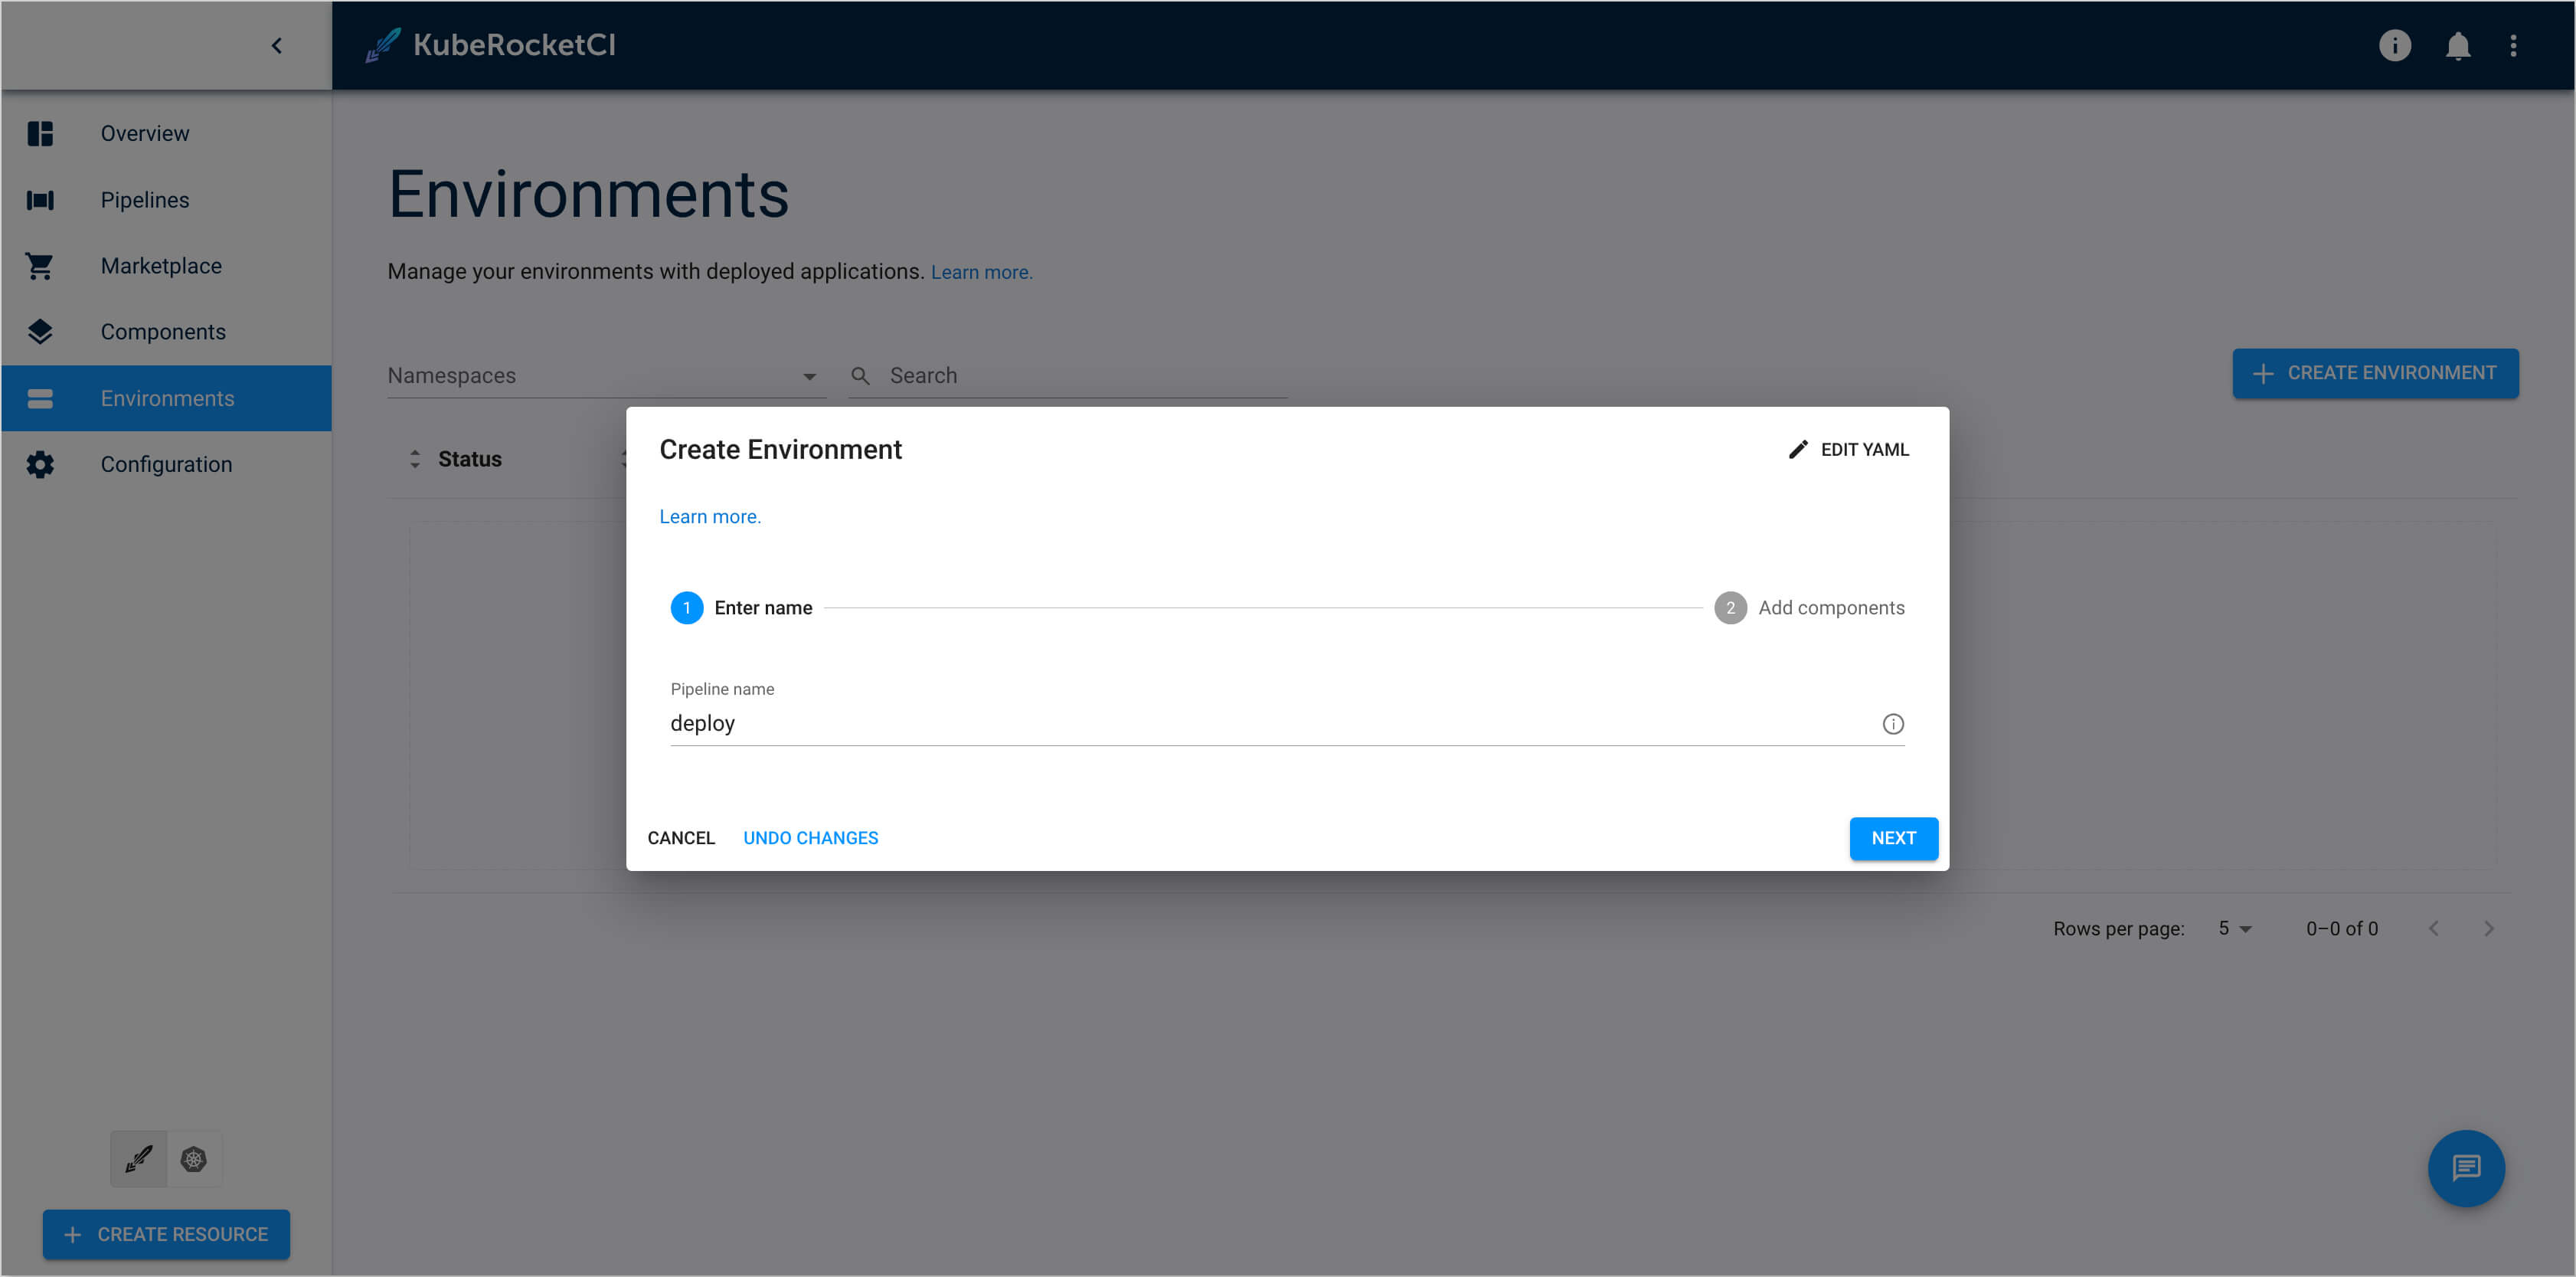 KubeRocketCI
Overview
Pipelines
Marketplace
Components
Environments
Configuration
CREATE RESOURCE
Environments
Manage your environments with deployed applications. Learn more.
Namespaces
Search
CREATE ENVIRONMENT
Status
Create Environment
EDIT YAML
Learn more.
1 Enter name
2 Add components
Pipeline name
deploy
CANCEL
UNDO CHANGES
NEXT
Rows per page: 5 0–0 of 0